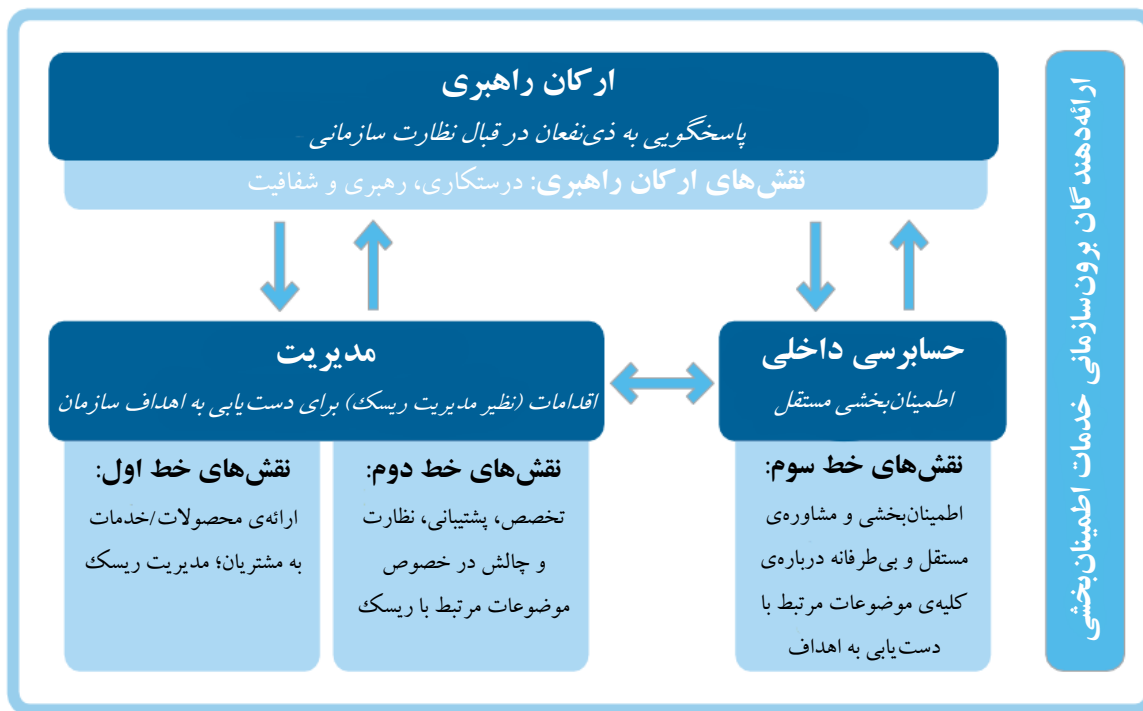 ارکان راهبری
پاسخگویی به ذی‌نفعان در قبال نظارت سازمانی
نقش‌های ارکان راهبری: درستکاری، رهبری و شفافیت
ارائه‌دهندگان برون‌سازمانی خدمات اطمینان‌بخشی
حسابرسی داخلی
اطمینان‌بخشی مستقل
نقش‌های خط سوم:
اطمینان‌بخشی و مشاوره‌ی
مستقل و بی‌طرفانه درباره‌ی
کلیه‌ی موضوعات مرتبط با
دست‌یابی به اهداف
مدیریت
اقدامات (نظیر مدیریت ریسک) برای دست‌یابی به اهداف سازمان
نقش‌های خط دوم:
تخصص، پشتیبانی، نظارت
و چالش در خصوص
موضوعات مرتبط با ریسک
نقش‌های خط اول:
ارائه‌ی محصولات/خدمات
به مشتریان؛ مدیریت ریسک